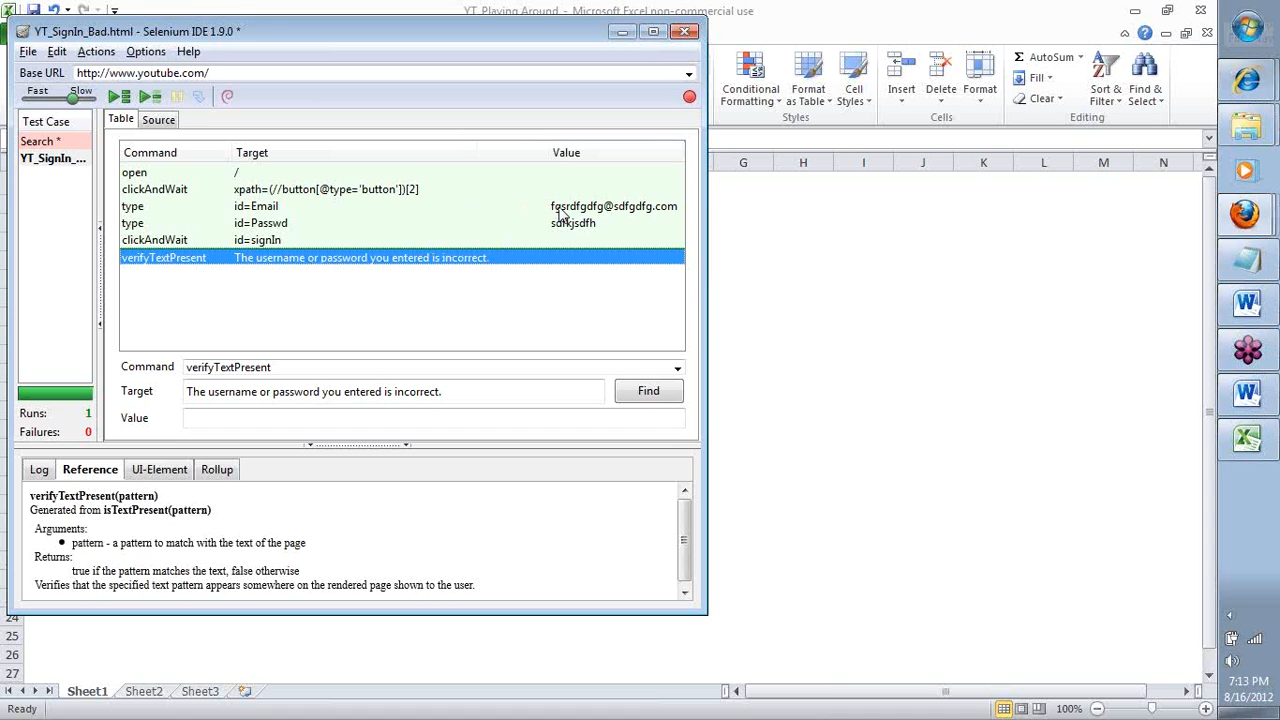 YT_Playing Around_ - Microsoft Excel non-commercial use
YT_SignIn_Bad.html - Selenium IDE 1.9.0 *
File Edit Actions Options Help
Base URL http://www.youtube.com/
Fast Slow
Test Case
Search *
YT_SignIn_...
Table Source
Command Target Value
open /
clickAndWait xpath=(//button[@type='button'])[2]
type id=Email fgsrdfgdfg@sdfgdfg.com
type id=Passwd
clickAndWait id=signIn
verifyTextPresent The username or password you entered is incorrect.
Command verifyTextPresent
Target The username or password you entered is incorrect. Find
Value
Runs: 1
Failures: 0
Log Reference UI-Element Rollup
verifyTextPresent(pattern)
Generated from isTextPresent(pattern)
Arguments:
pattern - a pattern to match with the text of the page
Returns:
true if the pattern matches the text, false otherwise
Verifies that the specified text pattern appears somewhere on the rendered page shown to the user.
Conditional Formatting
Format as Table
Cell Styles
Styles
Insert Delete Format
Cells
Σ AutoSum
Fill
Clear
Sort & Filter
Find & Select
Editing
G H I J K L M N
24
25
26
27
Sheet1 Sheet2 Sheet3
Ready
100%
7:13 PM
8/16/2012